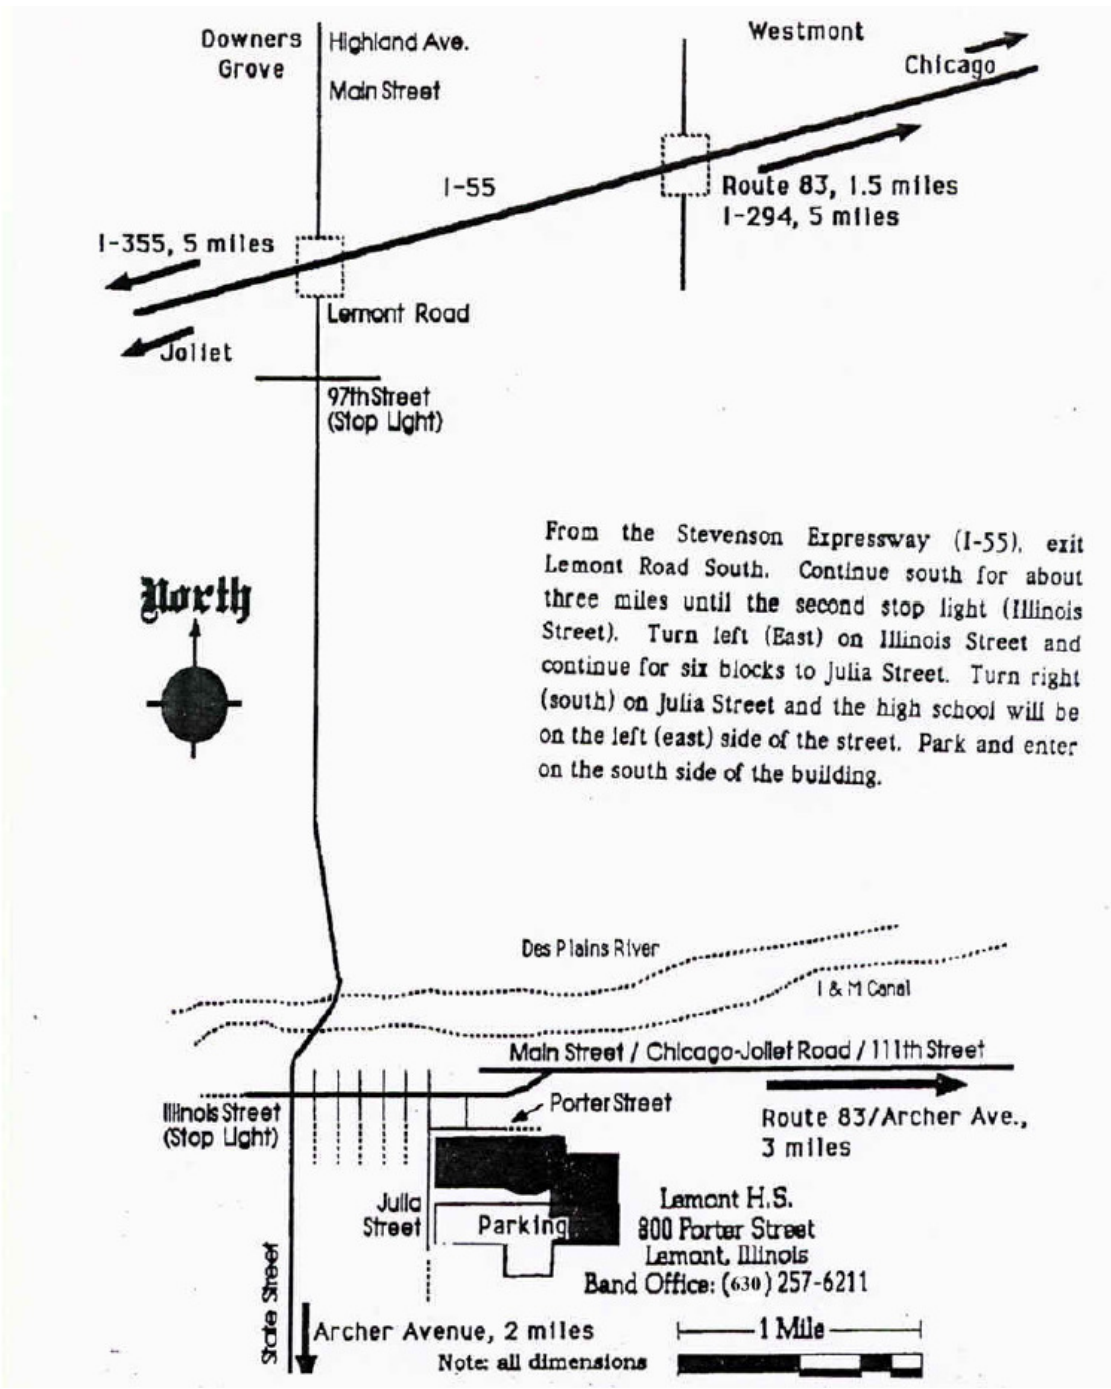 Downers
Grove
Highland Ave.
Main Street
Westmont
Chicago
I-55
Route 83, 1.5 miles
I-294, 5 miles
I-355, 5 miles
Lemont Road
Joliet
97th Street
(Stop Light)
From the Stevenson Expressway (I-55), exit
Lemont Road South. Continue south for about
three miles until the second stop light (Illinois
Street). Turn left (East) on Illinois Street and
continue for six blocks to Julia Street. Turn right
(south) on Julia Street and the high school will be
on the left (east) side of the street. Park and enter
on the south side of the building.
North
Des Plains River
I & M Canal
Main Street / Chicago-Joliet Road / 111th Street
Illinois Street
(Stop Light)
Porter Street
Route 83/Archer Ave.,
3 miles
Julia
Street
Parking
Lemont H.S.
800 Porter Street
Lemont, Illinois
Band Office: (630) 257-6211
State Street
Archer Avenue, 2 miles
1 Mile
Note: all dimensions